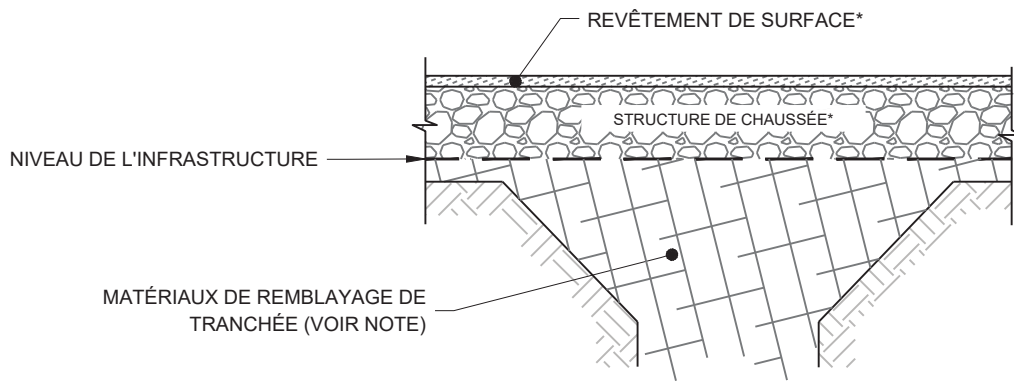 REVÊTEMENT DE SURFACE*
STRUCTURE DE CHAUSSÉE*
NIVEAU DE L'INFRASTRUCTURE
MATÉRIAUX DE REMBLAYAGE DE
TRANCHÉE (VOIR NOTE)